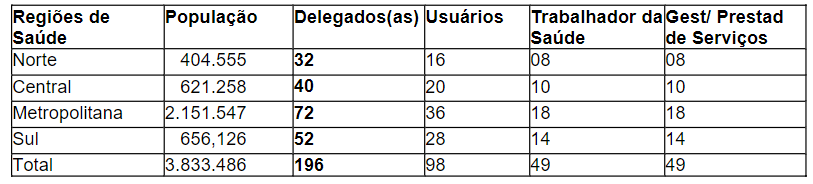 Regiões de Saúde População Delegados(as) Usuários Trabalhador da Saúde Gest/ Prestad de Serviços
Norte 404.555 32 16 08 08
Central 621.258 40 20 10 10
Metropolitana 2.151.547 72 36 18 18
Sul 656,126 52 28 14 14
Total 3.833.486 196 98 49 49